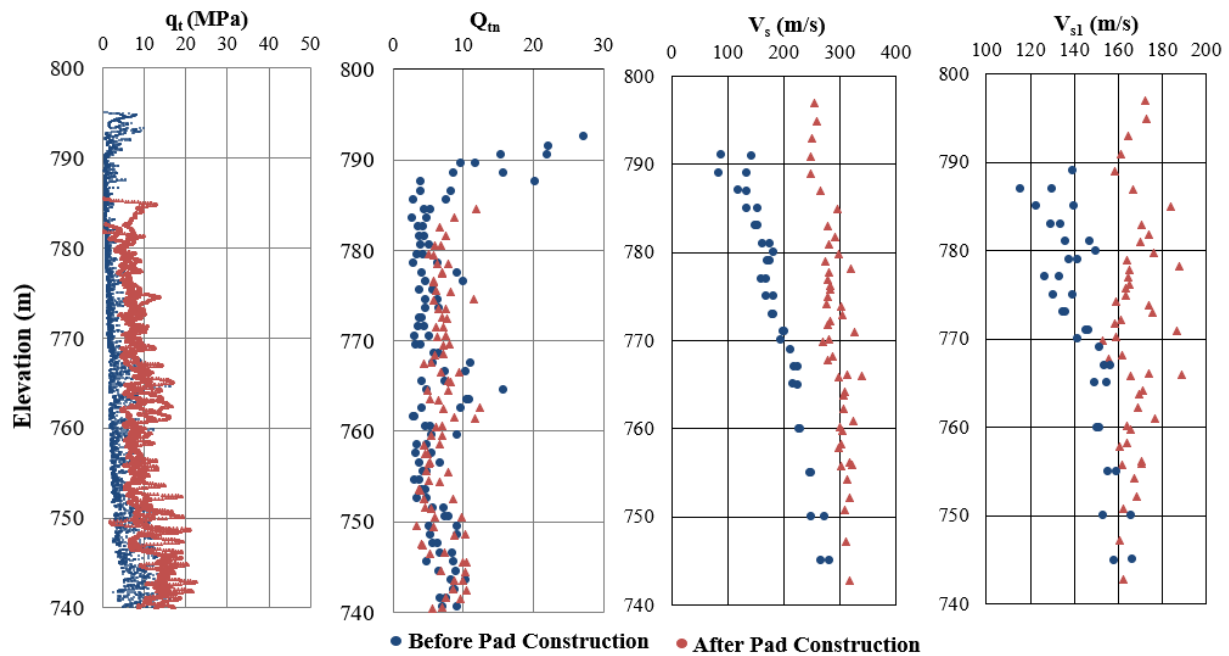 qt (MPa)
0 10 20 30 40 50
Qtn
0 10 20 30
Vs (m/s)
0 100 200 300 400
Vs1 (m/s)
100 120 140 160 180 200
Elevation (m)
800
790
780
770
760
750
740
800
790
780
770
760
750
740
800
790
780
770
760
750
740
800
790
780
770
760
750
740
Before Pad Construction
After Pad Construction